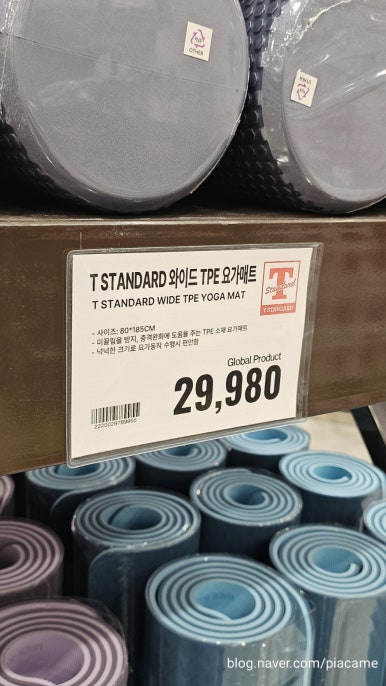 OTHER
T STANDARD 와이드 TPE 요가매트
T STANDARD WIDE TPE YOGA MAT
T
Standard
T STANDARD
- 사이즈: 80*185CM
- 미끌림을 방지, 충격완화에 도움을 주는 TPE 소재 요가매트
- 넉넉한 크기로 요가동작 수행시 편안함
Global Product
29,980
blog.naver.com/piacame